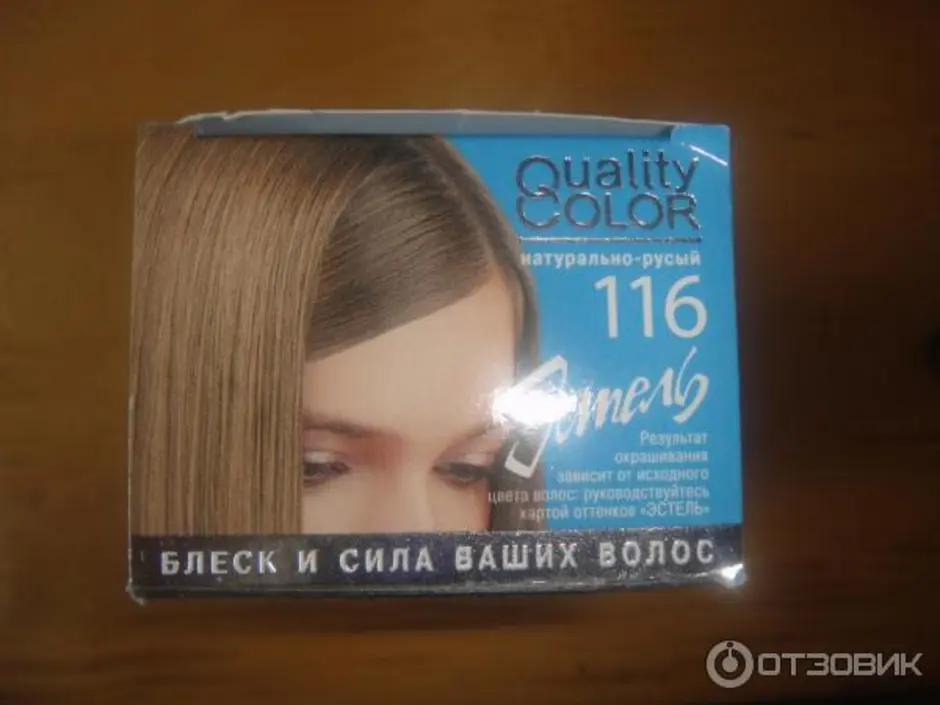 Quality
COLOR
натурально-русый
116
Эстель
Результат
окрашивания
зависит от исходного
цвета волос: руководствуйтесь
картой оттенков «ЭСТЕЛЬ»
БЛЕСК И СИЛА ВАШИХ ВОЛОС
ОТЗОВИК